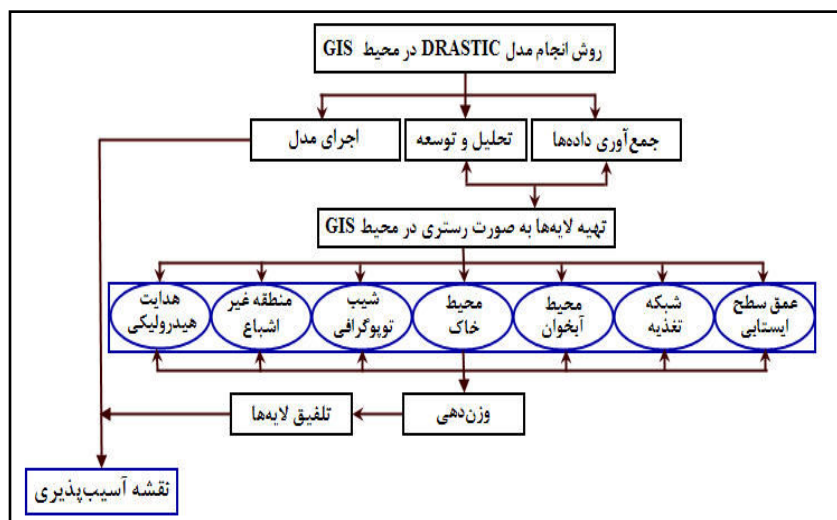 روش انجام مدل DRASTIC در محیط GIS
جمع‌آوری داده‌ها
تحلیل و توسعه
اجرای مدل
تهیه لایه‌ها به صورت رستری در محیط GIS
عمق سطح
ایستایی
شبکه
تغذیه
محیط
آبخوان
محیط
خاک
شیب
توپوگرافی
منطقه غیر
اشباع
هدایت
هیدرولیکی
وزن‌دهی
تلفیق لایه‌ها
نقشه آسیب‌پذیری